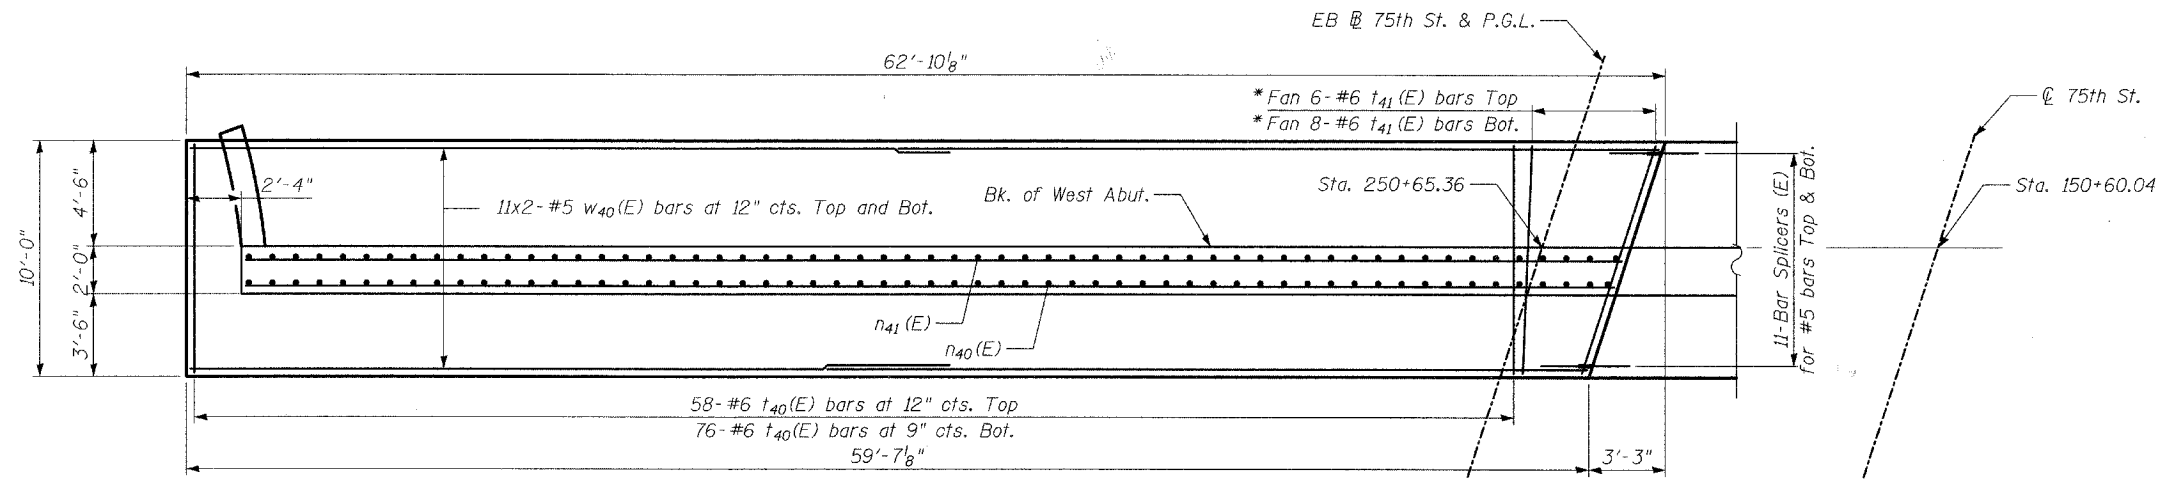 EB ℄ 75th St. & P.G.L.
62'-10⅛"
* Fan 6-#6 t41(E) bars Top
* Fan 8-#6 t41(E) bars Bot.
℄ 75th St.
2'-4"
11x2-#5 w40(E) bars at 12" cts. Top and Bot.
Bk. of West Abut.
Sta. 250+65.36
Sta. 150+60.04
10'-0"
4'-6"
2'-0"
3'-6"
n41(E)
n40(E)
11-Bar Splicers (E)
for #5 bars Top & Bot.
58-#6 t40(E) bars at 12" cts. Top
76-#6 t40(E) bars at 9" cts. Bot.
59'-7⅛"
3'-3"